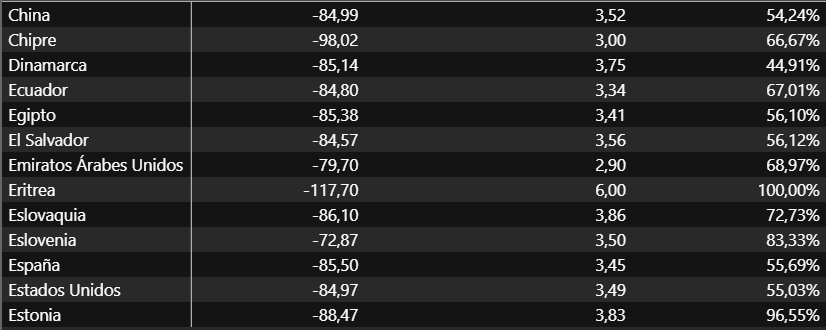 China -84,99 3,52 54,24%
Chipre -98,02 3,00 66,67%
Dinamarca -85,14 3,75 44,91%
Ecuador -84,80 3,34 67,01%
Egipto -85,38 3,41 56,10%
El Salvador -84,57 3,56 56,12%
Emiratos Árabes Unidos -79,70 2,90 68,97%
Eritrea -117,70 6,00 100,00%
Eslovaquia -86,10 3,86 72,73%
Eslovenia -72,87 3,50 83,33%
España -85,50 3,45 55,69%
Estados Unidos -84,97 3,49 55,03%
Estonia -88,47 3,83 96,55%